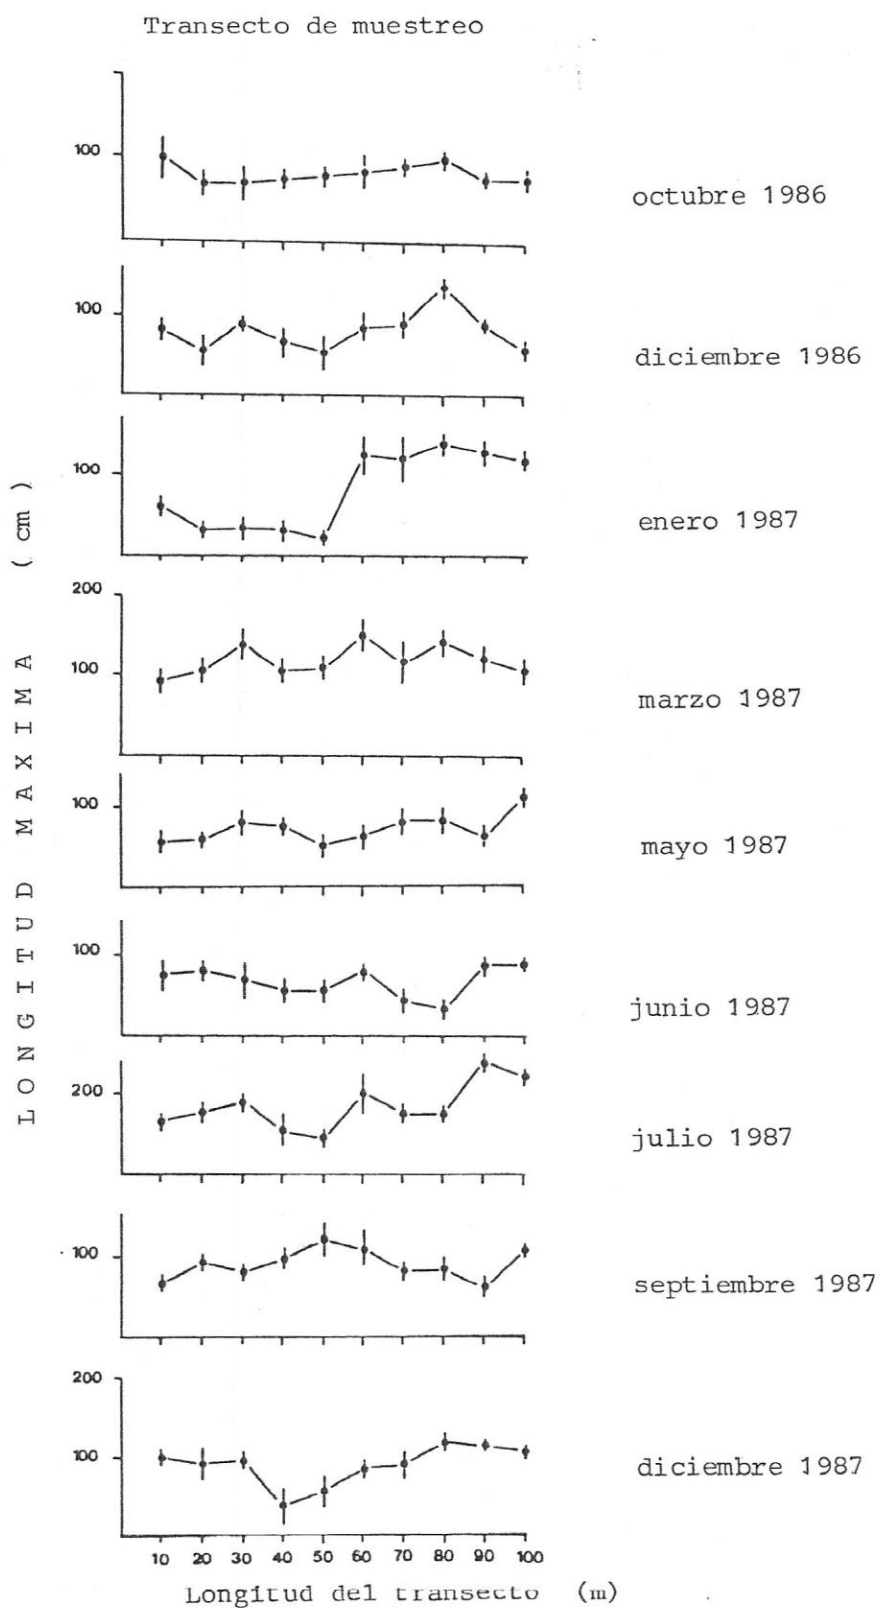 Transecto de muestreo
100
octubre 1986
100
diciembre 1986
100
enero 1987
200
100
marzo 1987
100
mayo 1987
100
junio 1987
200
julio 1987
100
septiembre 1987
200
100
diciembre 1987
LONGITUD MAXIMA (cm)
10 20 30 40 50 60 70 80 90 100
Longitud del transecto (m)